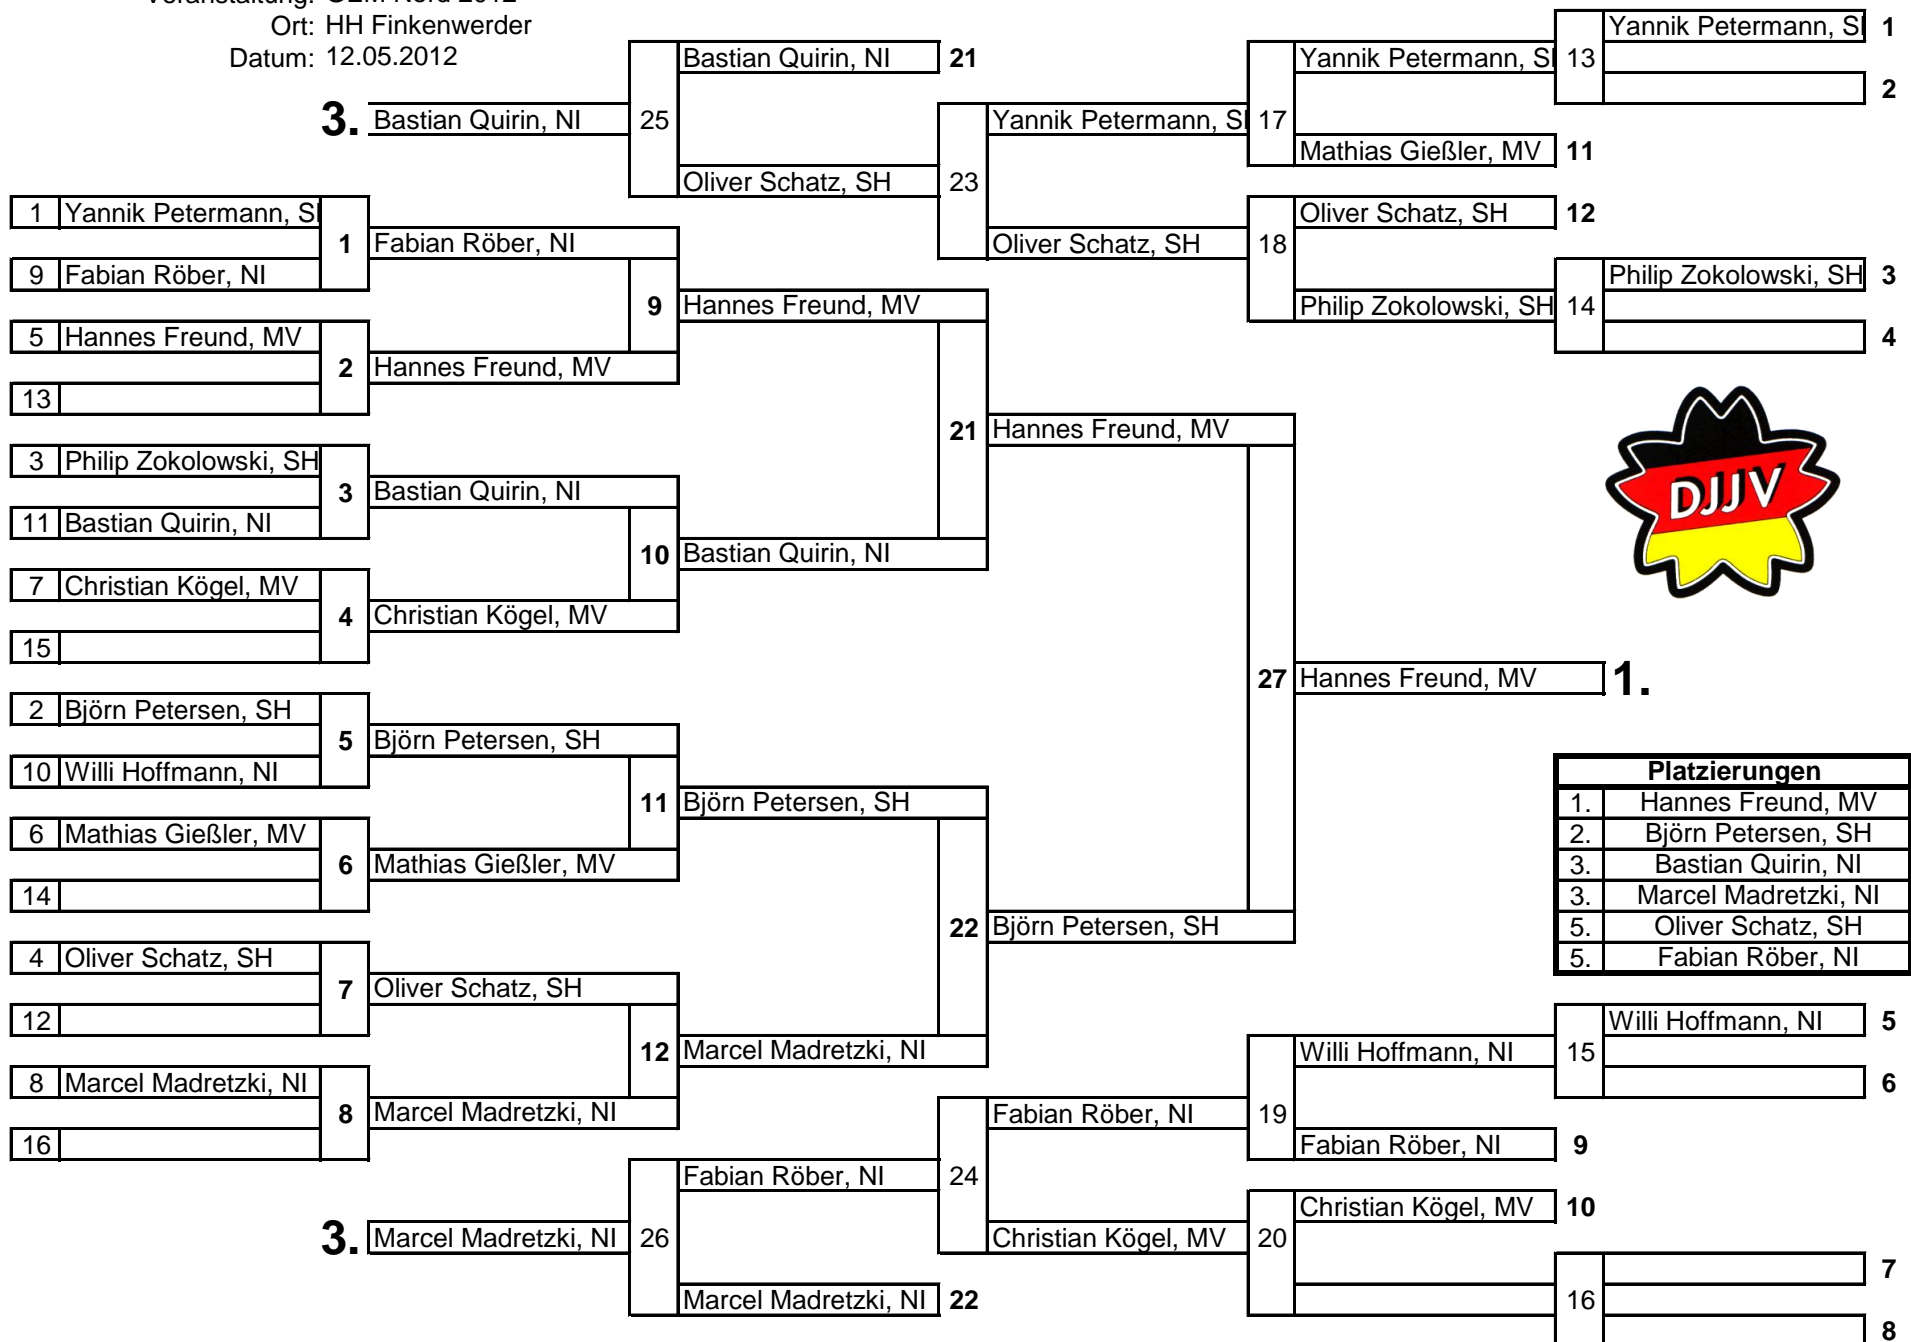 Ort: HH Finkenwerder
Datum: 12.05.2012
Yannik Petermann, S 1
Bastian Quirin, NI 21
Yannik Petermann, S 13
2
3. Bastian Quirin, NI 25
Yannik Petermann, S 17
Mathias Gießler, MV 11
Oliver Schatz, SH 23
1 Yannik Petermann, S
Oliver Schatz, SH 12
1 Fabian Röber, NI
Oliver Schatz, SH 18
9 Fabian Röber, NI
Philip Zokolowski, SH 3
9 Hannes Freund, MV
Philip Zokolowski, SH 14
5 Hannes Freund, MV
4
2 Hannes Freund, MV
13
21 Hannes Freund, MV
3 Philip Zokolowski, SH
3 Bastian Quirin, NI
DJJV
11 Bastian Quirin, NI
10 Bastian Quirin, NI
7 Christian Kögel, MV
4 Christian Kögel, MV
15
27 Hannes Freund, MV 1.
2 Björn Petersen, SH
5 Björn Petersen, SH
10 Willi Hoffmann, NI
Platzierungen
11 Björn Petersen, SH
1. Hannes Freund, MV
6 Mathias Gießler, MV
2. Björn Petersen, SH
6 Mathias Gießler, MV
3. Bastian Quirin, NI
14
3. Marcel Madretzki, NI
22 Björn Petersen, SH
5. Oliver Schatz, SH
4 Oliver Schatz, SH
5. Fabian Röber, NI
7 Oliver Schatz, SH
12
Willi Hoffmann, NI 5
12 Marcel Madretzki, NI
Willi Hoffmann, NI 15
8 Marcel Madretzki, NI
6
8 Marcel Madretzki, NI
Fabian Röber, NI 19
16
Fabian Röber, NI 9
Fabian Röber, NI 24
Christian Kögel, MV 10
3. Marcel Madretzki, NI 26
Christian Kögel, MV 20
7
Marcel Madretzki, NI 22
16
8